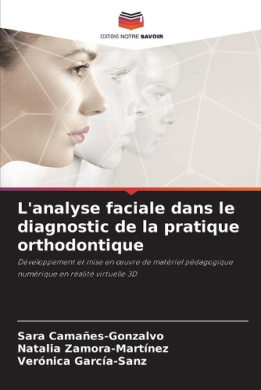 EDITIONS NOTRE SAVOIR
L'analyse faciale dans le
diagnostic de la pratique
orthodontique
Développement et mise en œuvre de matériel pédagogique
numérique en réalité virtuelle 3D
Sara Camañes-Gonzalvo
Natalia Zamora-Martínez
Verónica García-Sanz